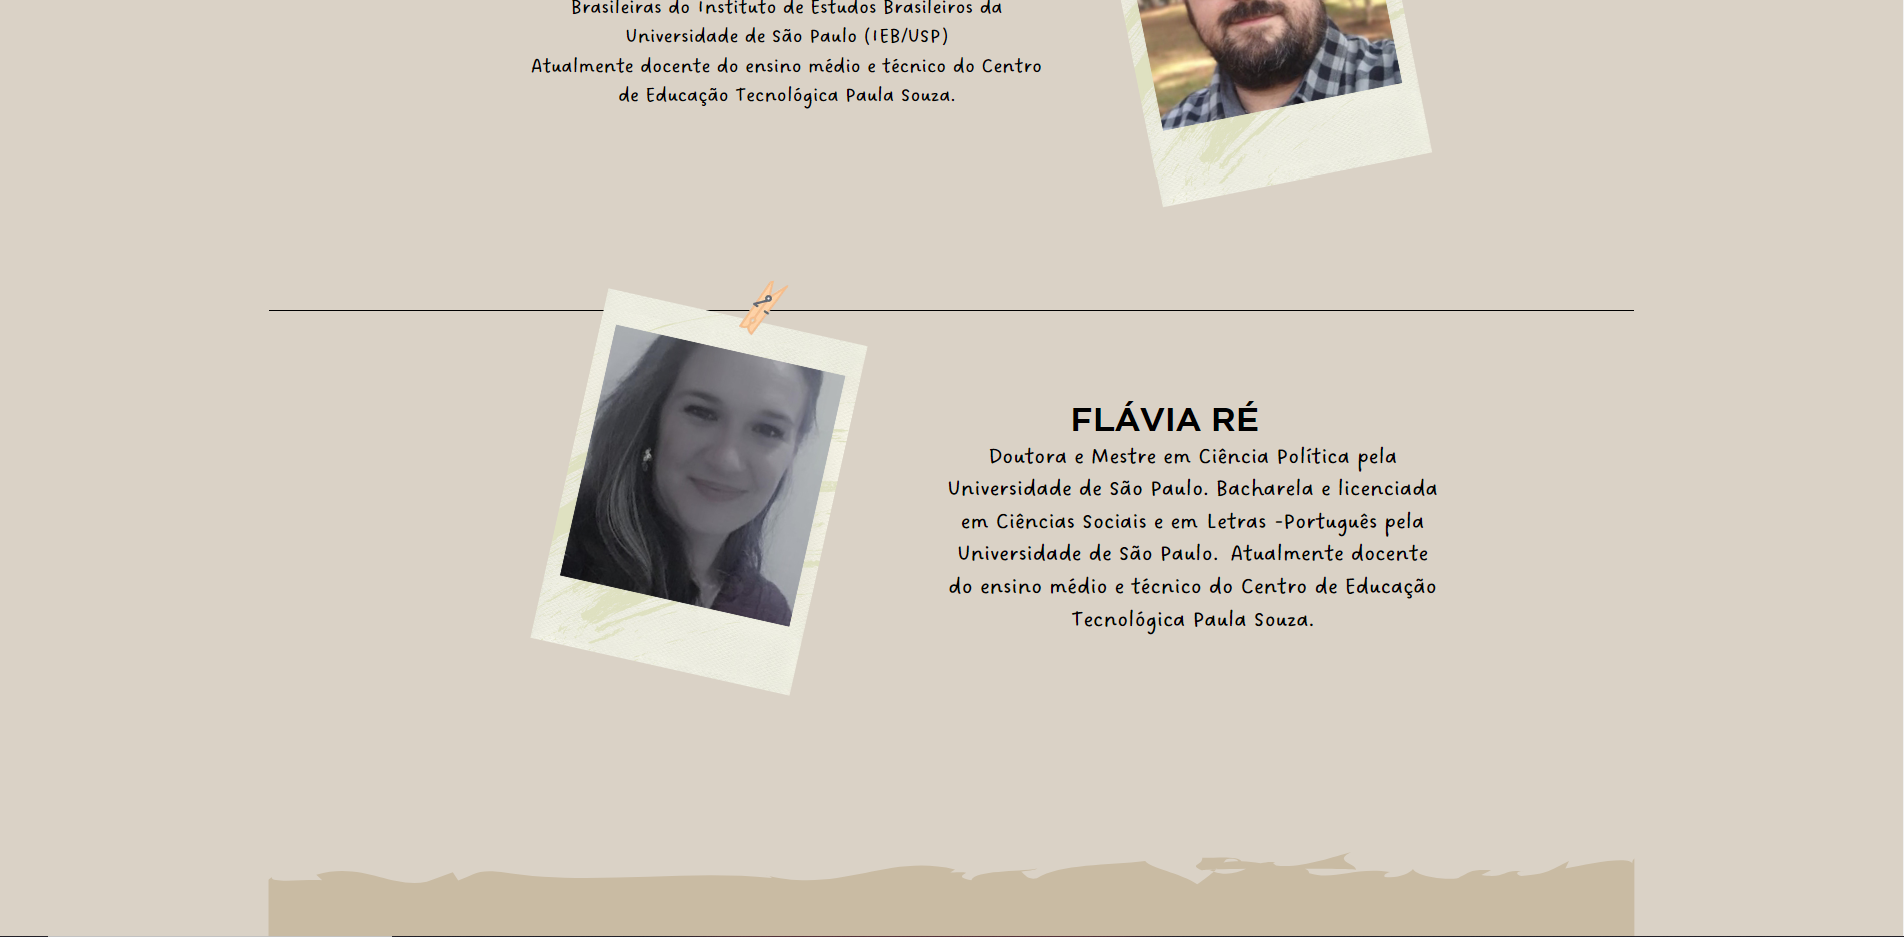 Brasileiras do Instituto de Estudos Brasileiros da
Universidade de São Paulo (IEB/USP)
Atualmente docente do ensino médio e técnico do Centro
de Educação Tecnológica Paula Souza.
FLÁVIA RÉ
Doutora e Mestre em Ciência Política pela
Universidade de São Paulo. Bacharela e licenciada
em Ciências Sociais e em Letras -Português pela
Universidade de São Paulo.  Atualmente docente
do ensino médio e técnico do Centro de Educação
Tecnológica Paula Souza.